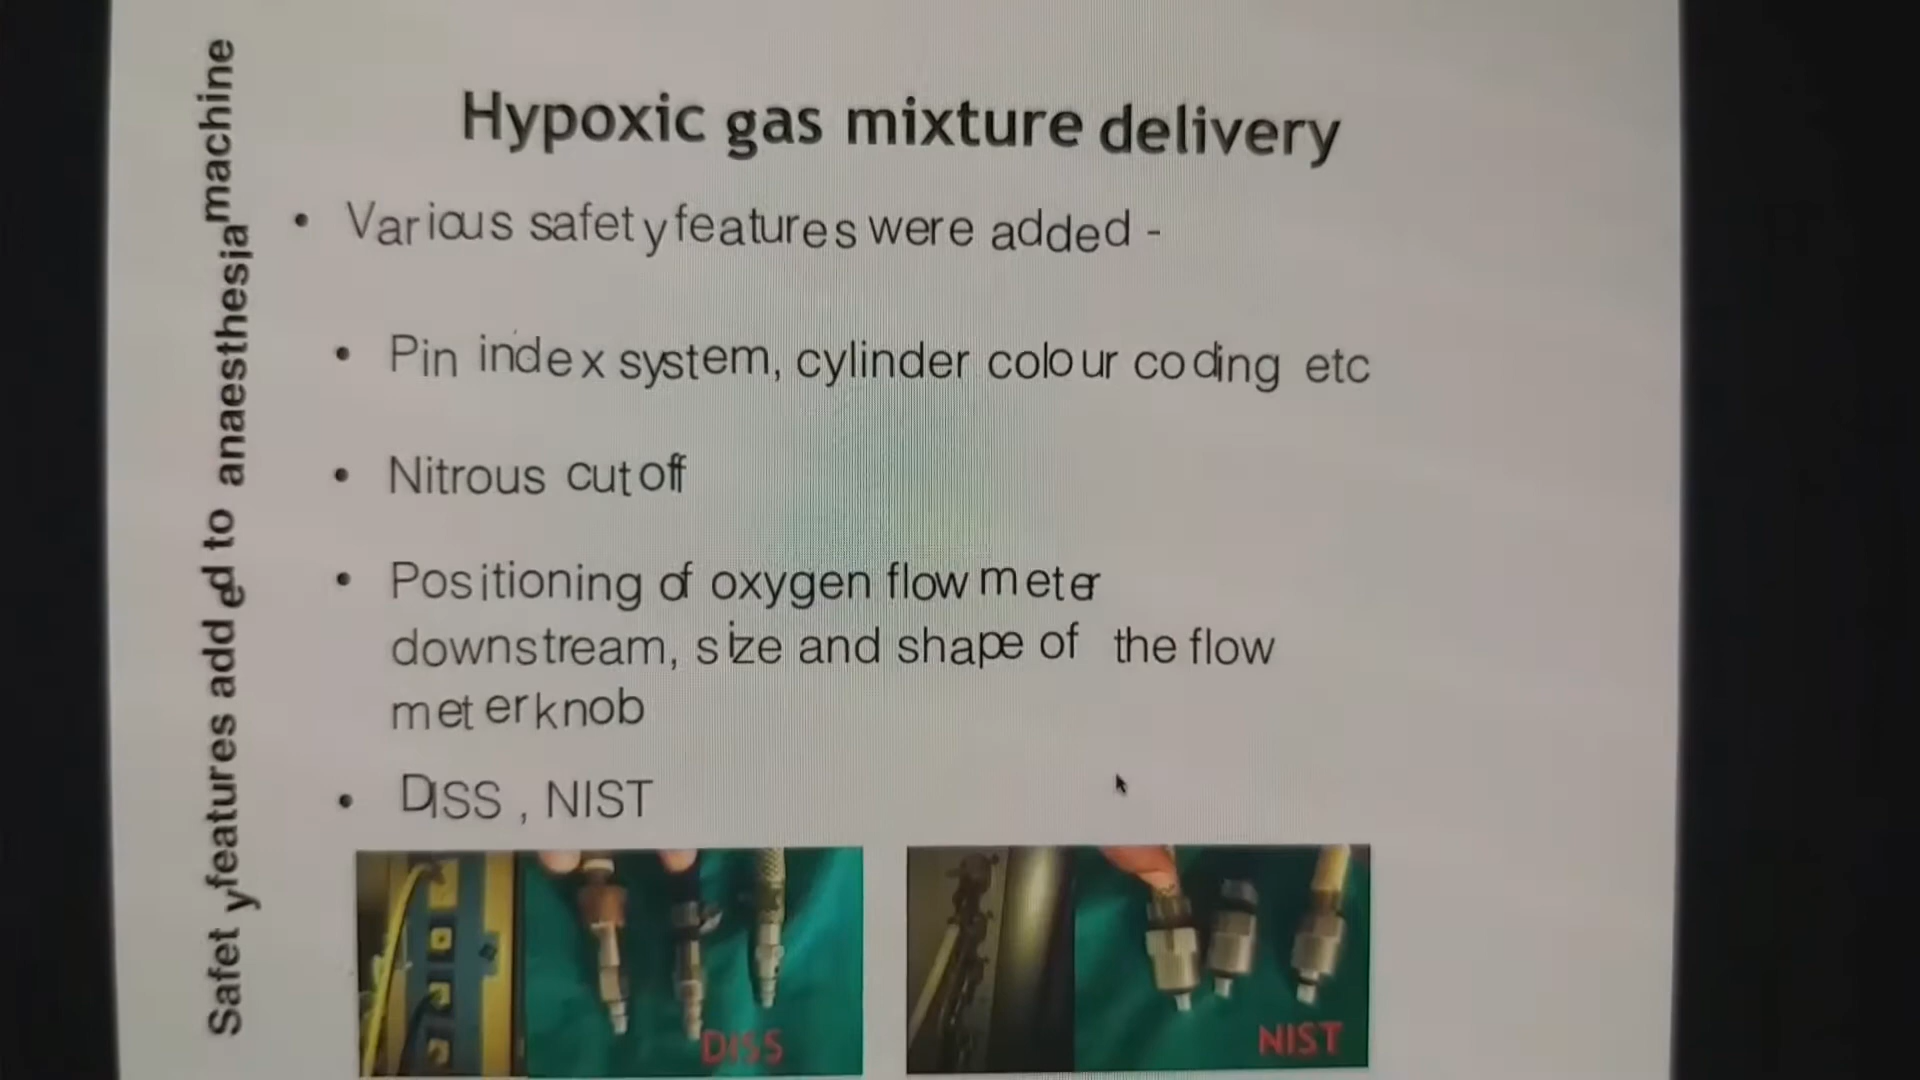 Safety features added to anaesthesia machine
Hypoxic gas mixture delivery
• Various safety features were added -
• Pin index system, cylinder colour coding etc
• Nitrous cutoff
• Positioning of oxygen flow meter
downstream, size and shape of the flow
meter knob
• DISS , NIST
DISS
NIST